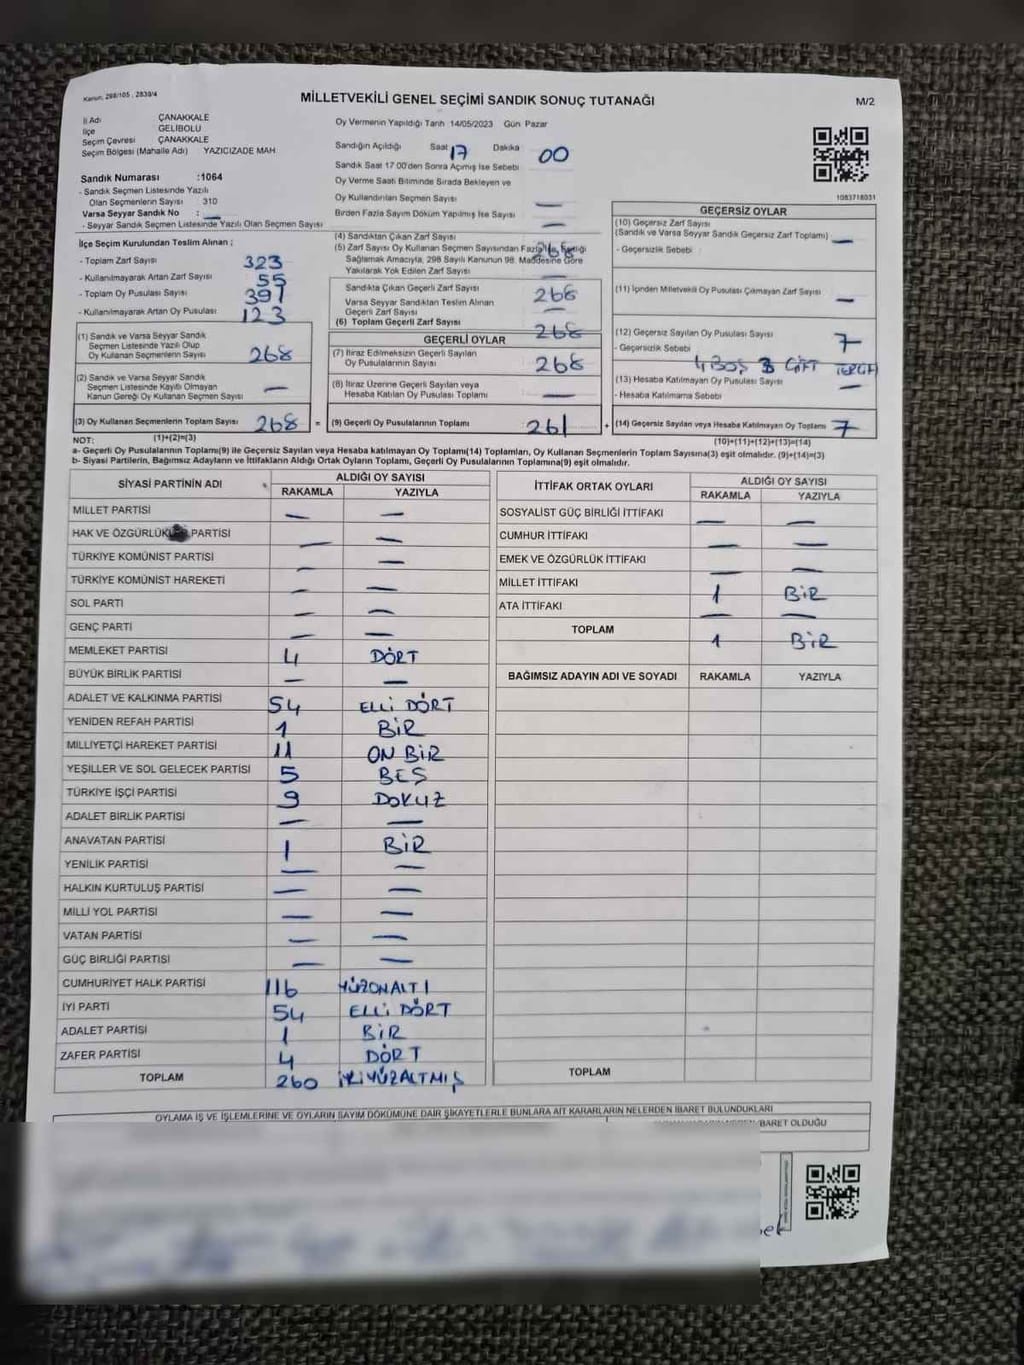 Kanun: 298/105 , 2839/4
MİLLETVEKİLİ GENEL SEÇİMİ SANDIK SONUÇ TUTANAĞI
M/2
İl Adı ÇANAKKALE
İlçe GELİBOLU
Seçim Çevresi ÇANAKKALE
Seçim Bölgesi (Mahalle Adı) YAZICIZADE MAH.
Sandık Numarası :1064
- Sandık Seçmen Listesinde Yazılı
Olan Seçmenlerin Sayısı 310
Varsa Seyyar Sandık No : —
- Seyyar Sandık Seçmen Listesinde Yazılı Olan Seçmen Sayısı
İlçe Seçim Kurulundan Teslim Alınan ;
- Toplam Zarf Sayısı 323
- Kullanılmayarak Artan Zarf Sayısı 55
- Toplam Oy Pusulası Sayısı 391
- Kullanılmayarak Artan Oy Pusulası 123
(1) Sandık ve Varsa Seyyar Sandık
Seçmen Listesinde Yazılı Olup
Oy Kullanan Seçmenlerin Sayısı 268
(2) Sandık ve Varsa Seyyar Sandık
Seçmen Listesinde Kayıtlı Olmayan
Kanun Gereği Oy Kullanan Seçmen Sayısı —
(3) Oy Kullanan Seçmenlerin Toplam Sayısı 268 =
Oy Vermenin Yapıldığı Tarih 14/05/2023 Gün Pazar
Sandığın Açıldığı Saat 17 Dakika 00
Sandık Saat 17:00'den Sonra Açılmış İse Sebebi
Oy Verme Saati Bitiminde Sırada Bekleyen ve
Oy Kullandırılan Seçmen Sayısı —
Birden Fazla Sayım Döküm Yapılmış İse Sayısı —
(4) Sandıktan Çıkan Zarf Sayısı 268
(5) Zarf Sayısı Oy Kullanan Seçmen Sayısından Fazla İse, Eşitliği
Sağlamak Amacıyla, 298 Sayılı Kanunun 98. Maddesine Göre
Yakılarak Yok Edilen Zarf Sayısı —
Sandıkta Çıkan Geçerli Zarf Sayısı 268
Varsa Seyyar Sandıktan Teslim Alınan
Geçerli Zarf Sayısı —
(6) Toplam Geçerli Zarf Sayısı 268
GEÇERLİ OYLAR
(7) İtiraz Edilmeksizin Geçerli Sayılan
Oy Pusulalarının Sayısı 268
(8) İtiraz Üzerine Geçerli Sayılan veya
Hesaba Katılan Oy Pusulası Toplamı —
(9) Geçerli Oy Pusulalarının Toplamı 261 +
1083718031
GEÇERSİZ OYLAR
(10) Geçersiz Zarf Sayısı
(Sandık ve Varsa Seyyar Sandık Geçersiz Zarf Toplamı) —
- Geçersizlik Sebebi :
(11) İçinden Milletvekili Oy Pusulası Çıkmayan Zarf Sayısı —
(12) Geçersiz Sayılan Oy Pusulası Sayısı 7
- Geçersizlik Sebebi 4 BOŞ 3 ÇİFT TERCİH
(13) Hesaba Katılmayan Oy Pusulası Sayısı —
- Hesaba Katılmama Sebebi
(14) Geçersiz Sayılan veya Hesaba Katılmayan Oy Toplamı 7
NOT: (1)+(2)=(3) (10)+(11)+(12)+(13)=(14)
a- Geçerli Oy Pusulalarının Toplamı(9) ile Geçersiz Sayılan veya Hesaba katılmayan Oy Toplamı(14) Toplamları, Oy Kullanan Seçmenlerin Toplam Sayısına(3) eşit olmalıdır. (9)+(14)=(3)
b- Siyasi Partilerin, Bağımsız Adayların ve İttifakların Aldığı Ortak Oyların Toplamı, Geçerli Oy Pusulalarının Toplamına(9) eşit olmalıdır.
SİYASİ PARTİNİN ADI ALDIĞI OY SAYISI
RAKAMLA YAZIYLA
MİLLET PARTİSİ — —
HAK VE ÖZGÜRLÜKLER PARTİSİ — —
TÜRKİYE KOMÜNİST PARTİSİ — —
TÜRKİYE KOMÜNİST HAREKETİ — —
SOL PARTİ — —
GENÇ PARTİ — —
MEMLEKET PARTİSİ 4 DÖRT
BÜYÜK BİRLİK PARTİSİ — —
ADALET VE KALKINMA PARTİSİ 54 ELLİ DÖRT
YENİDEN REFAH PARTİSİ 1 BİR
MİLLİYETÇİ HAREKET PARTİSİ 11 ON BİR
YEŞİLLER VE SOL GELECEK PARTİSİ 5 BEŞ
TÜRKİYE İŞÇİ PARTİSİ 9 DOKUZ
ADALET BİRLİK PARTİSİ — —
ANAVATAN PARTİSİ 1 BİR
YENİLİK PARTİSİ — —
HALKIN KURTULUŞ PARTİSİ — —
MİLLİ YOL PARTİSİ — —
VATAN PARTİSİ — —
GÜÇ BİRLİĞİ PARTİSİ — —
CUMHURİYET HALK PARTİSİ 116 YÜZONALTI
İYİ PARTİ 54 ELLİ DÖRT
ADALET PARTİSİ 1 BİR
ZAFER PARTİSİ 4 DÖRT
TOPLAM 260 İKİYÜZALTMIŞ
İTTİFAK ORTAK OYLARI ALDIĞI OY SAYISI
RAKAMLA YAZIYLA
SOSYALİST GÜÇ BİRLİĞİ İTTİFAKI — —
CUMHUR İTTİFAKI — —
EMEK VE ÖZGÜRLÜK İTTİFAKI — —
MİLLET İTTİFAKI 1 BİR
ATA İTTİFAKI — —
TOPLAM 1 BİR
BAĞIMSIZ ADAYIN ADI VE SOYADI RAKAMLA YAZIYLA
TOPLAM
OYLAMA İŞ VE İŞLEMLERİNE VE OYLARIN SAYIM DÖKÜMÜNE DAİR ŞİKAYETLERLE BUNLARA AİT KARARLARIN NELERDEN İBARET BULUNDUKLARI
İBARET OLDUĞU